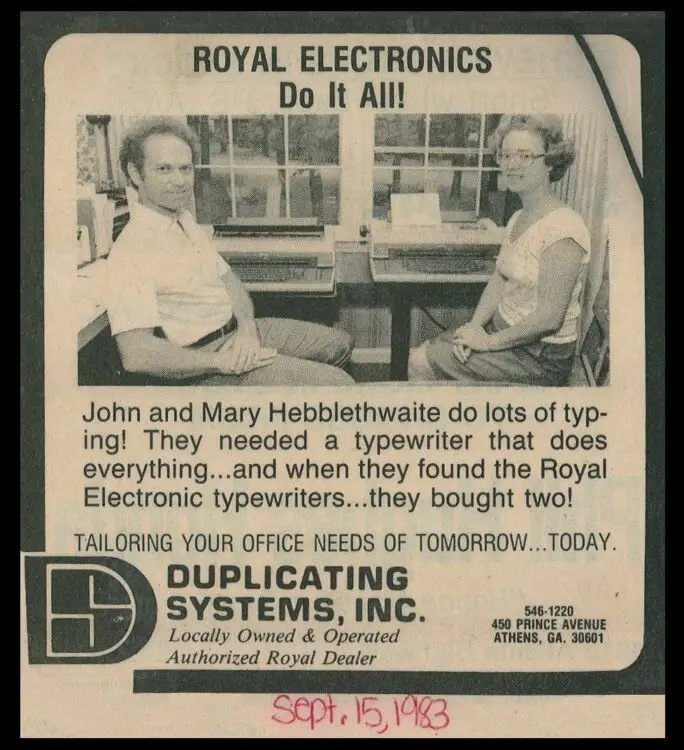 ROYAL ELECTRONICS
Do It All!
John and Mary Hebblethwaite do lots of typ-
ing! They needed a typewriter that does
everything...and when they found the Royal
Electronic typewriters...they bought two!
TAILORING YOUR OFFICE NEEDS OF TOMORROW...TODAY.
DUPLICATING
SYSTEMS, INC.
Locally Owned & Operated
Authorized Royal Dealer
546-1220
450 PRINCE AVENUE
ATHENS, GA. 30601
Sept. 15, 1983